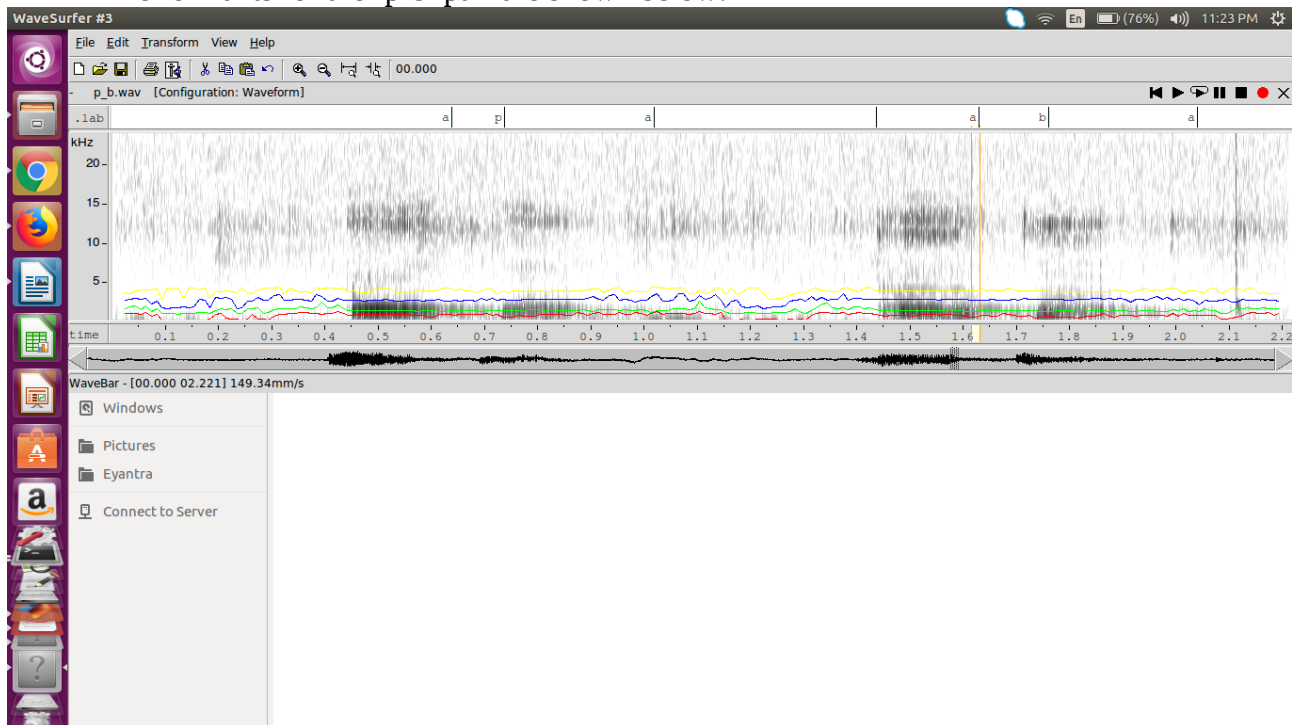 WaveSurfer #3 En (76%) 11:23 PM
File Edit Transform View Help
00.000
- p_b.wav [Configuration: Waveform]
.lab a p a a b a
kHz
20
15
10
5
time 0.1 0.2 0.3 0.4 0.5 0.6 0.7 0.8 0.9 1.0 1.1 1.2 1.3 1.4 1.5 1.6 1.7 1.8 1.9 2.0 2.1 2.2
WaveBar - [00.000 02.221] 149.34mm/s
Windows
Pictures
Eyantra
Connect to Server